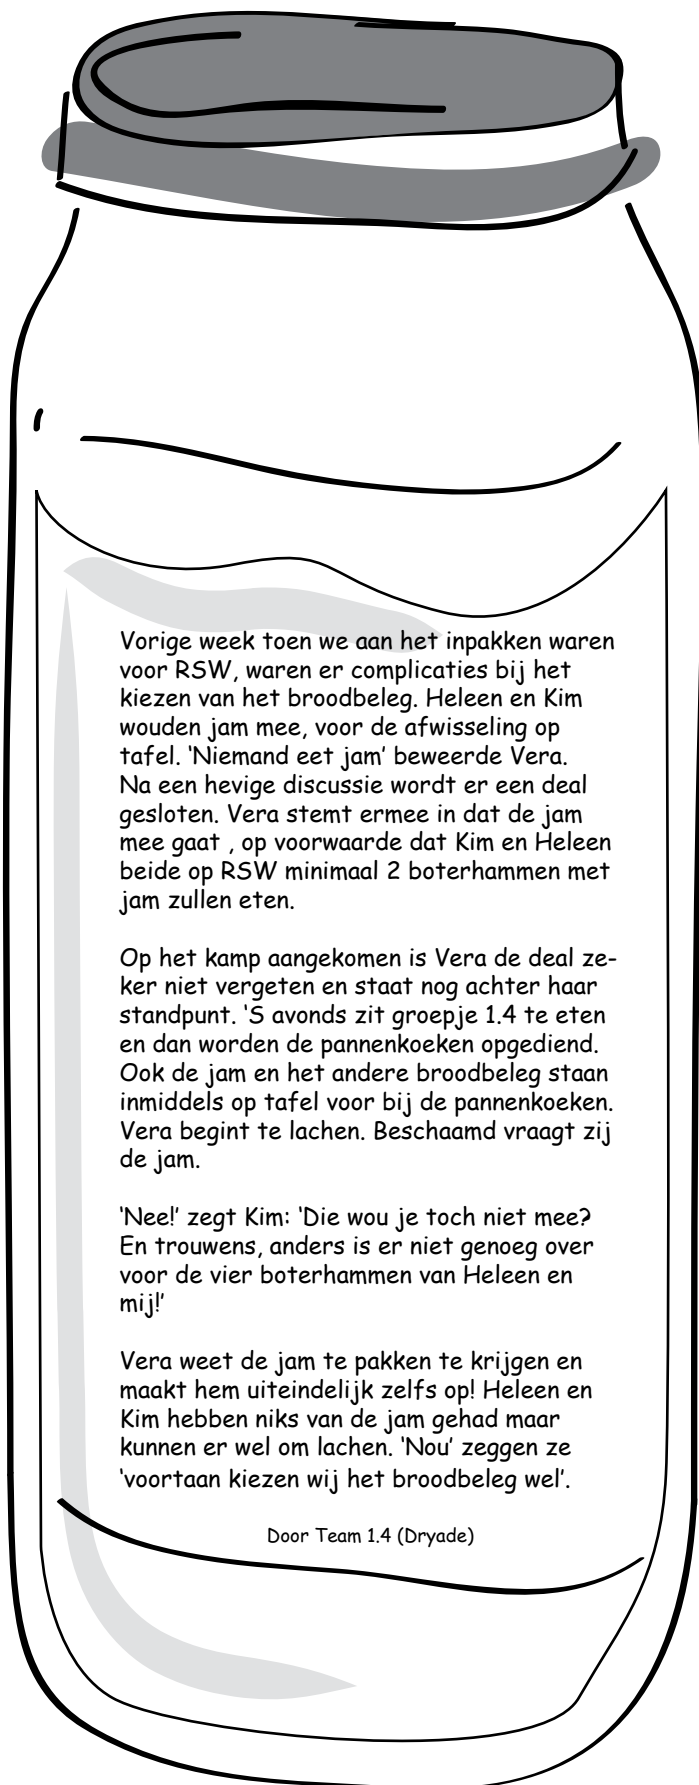 Vorige week toen we aan het inpakken waren
voor RSW, waren er complicaties bij het
kiezen van het broodbeleg. Heleen en Kim
wouden jam mee, voor de afwisseling op
tafel. ‘Niemand eet jam’ beweerde Vera.
Na een hevige discussie wordt er een deal
gesloten. Vera stemt ermee in dat de jam
mee gaat , op voorwaarde dat Kim en Heleen
beide op RSW minimaal 2 boterhammen met
jam zullen eten.
Op het kamp aangekomen is Vera de deal ze-
ker niet vergeten en staat nog achter haar
standpunt. ‘S avonds zit groepje 1.4 te eten
en dan worden de pannenkoeken opgediend.
Ook de jam en het andere broodbeleg staan
inmiddels op tafel voor bij de pannenkoeken.
Vera begint te lachen. Beschaamd vraagt zij
de jam.
‘Nee!’ zegt Kim: ‘Die wou je toch niet mee?
En trouwens, anders is er niet genoeg over
voor de vier boterhammen van Heleen en
mij!’
Vera weet de jam te pakken te krijgen en
maakt hem uiteindelijk zelfs op! Heleen en
Kim hebben niks van de jam gehad maar
kunnen er wel om lachen. ‘Nou’ zeggen ze
‘voortaan kiezen wij het broodbeleg wel’.
Door Team 1.4 (Dryade)